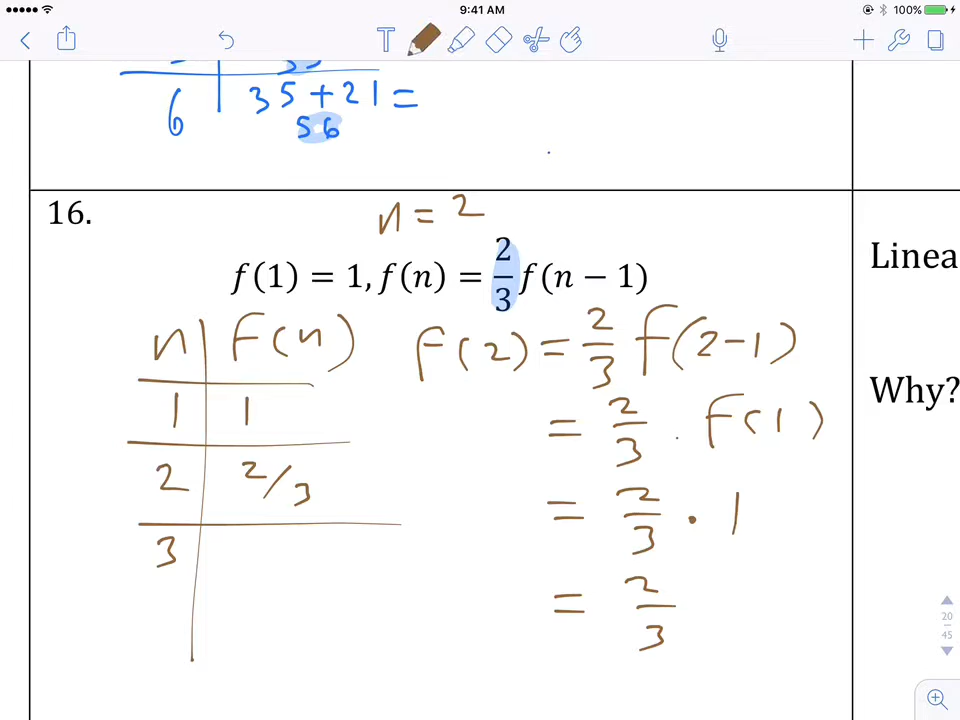 9:41 AM
100%
T
6 | 35+21=
56
16.
n = 2
f(1) = 1, f(n) = 2/3 f(n − 1)
n | f(n)
1 | 1
2 | 2/3
3
f(2) = 2/3 f(2-1)
= 2/3 · f(1)
= 2/3 · 1
= 2/3
Linea
Why?
20
45